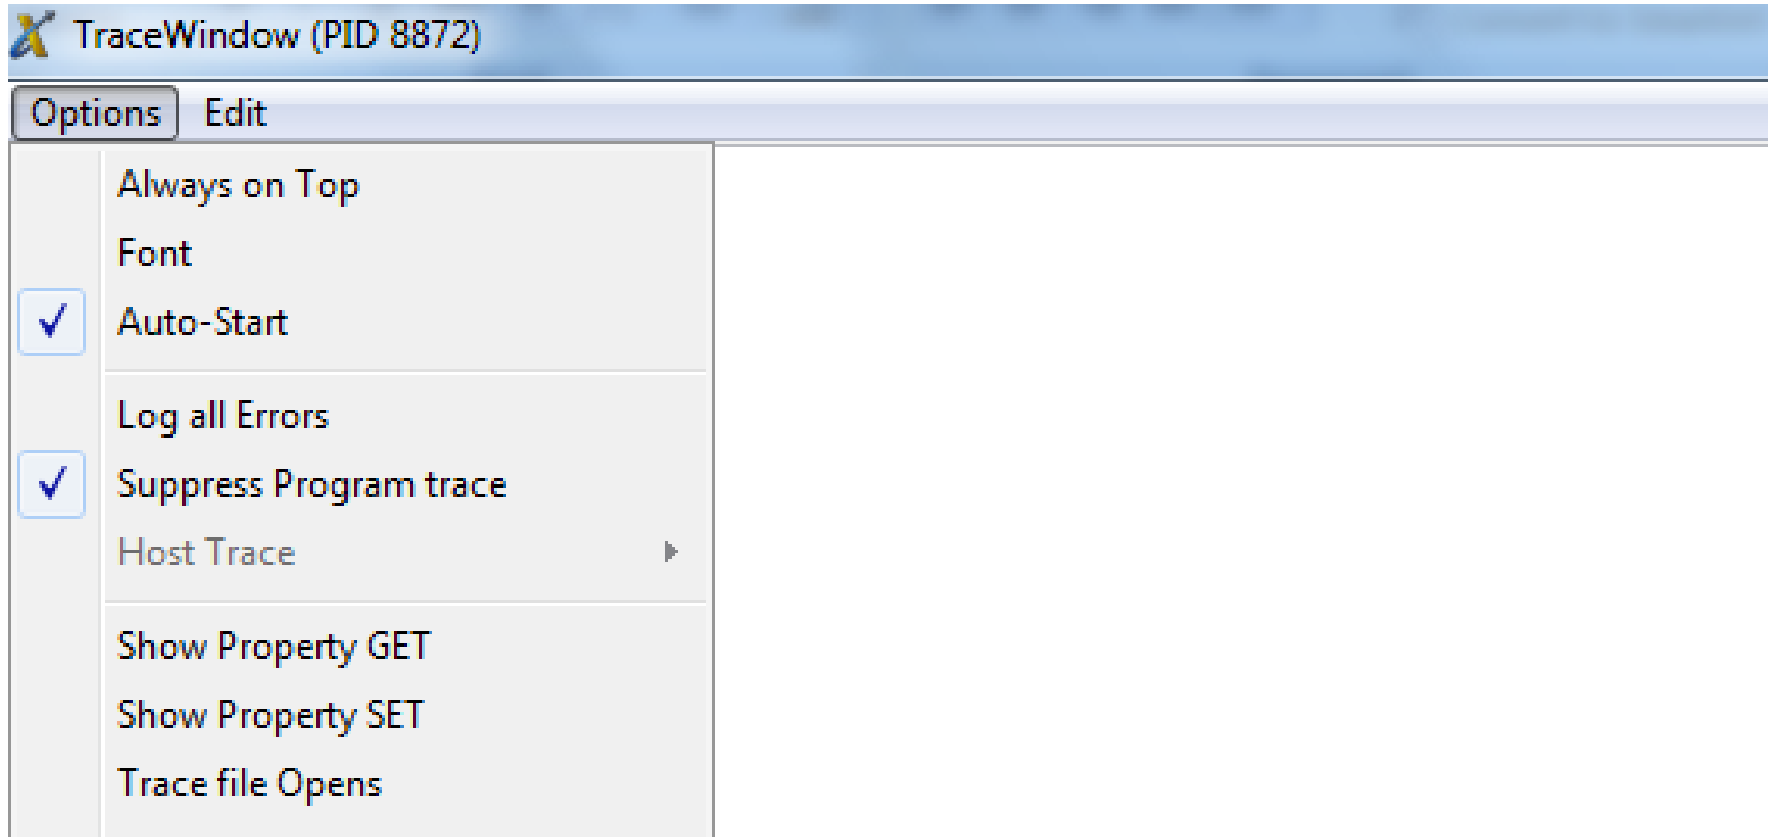 TraceWindow (PID 8872)
Options Edit
Always on Top
Font
Auto-Start
Log all Errors
Suppress Program trace
Host Trace
Show Property GET
Show Property SET
Trace file Opens